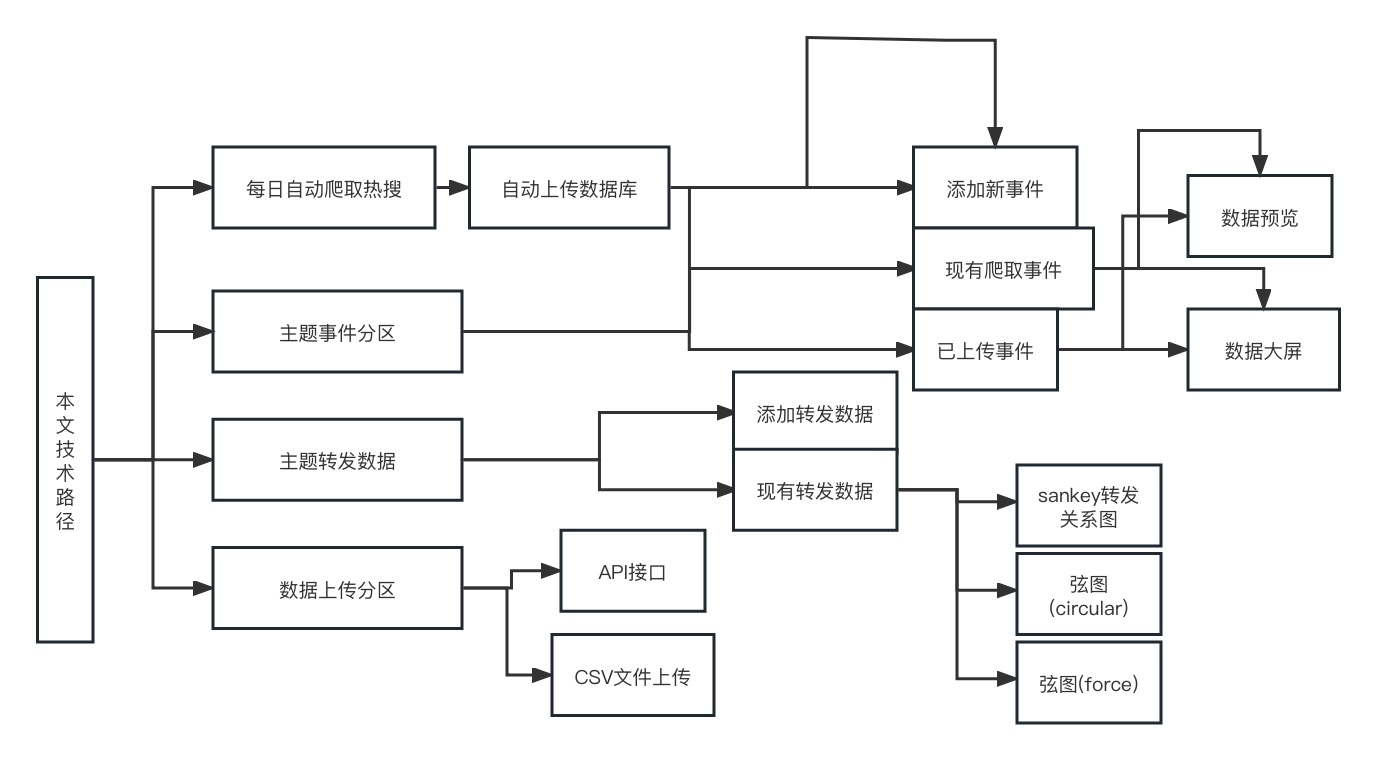 本
文
技
术
路
径
每日自动爬取热搜
自动上传数据库
添加新事件
现有爬取事件
已上传事件
数据预览
数据大屏
主题事件分区
主题转发数据
添加转发数据
现有转发数据
sankey转发
关系图
弦图
(circular)
弦图(force)
数据上传分区
API接口
CSV文件上传